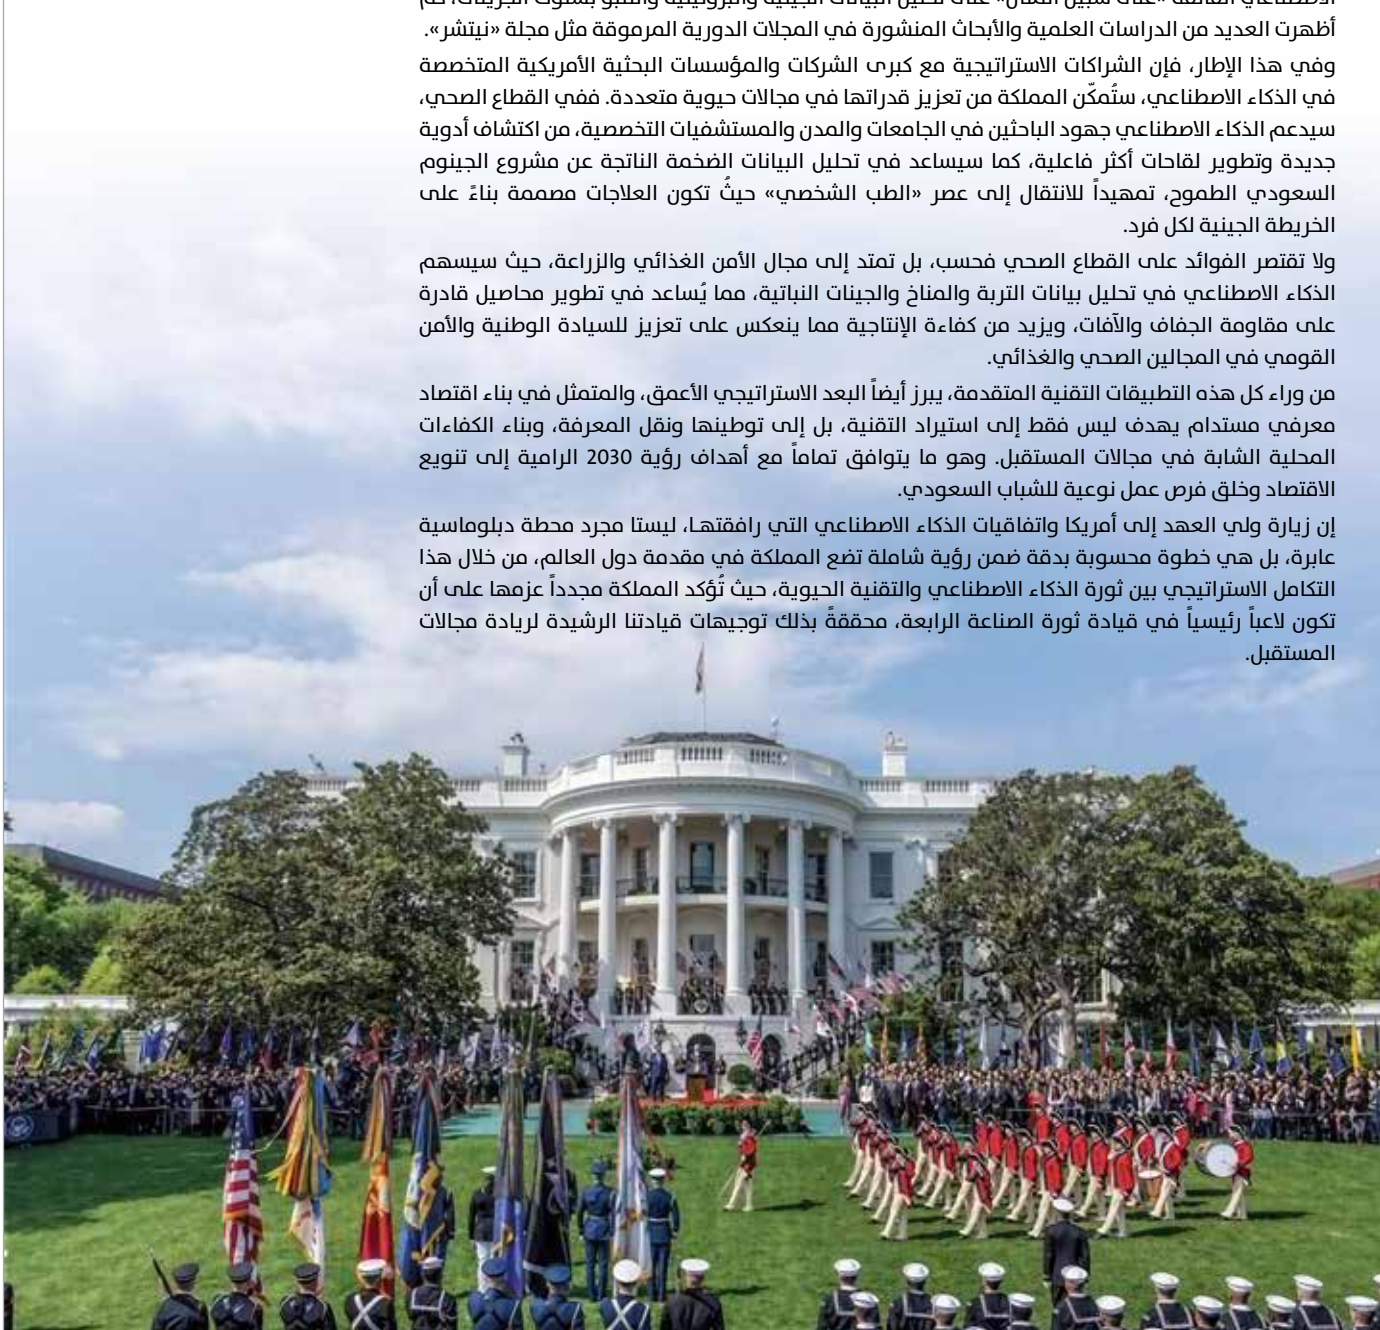 أظهرت العديد من الدراسات العلمية والأبحاث المنشورة في المجلات الدورية المرموقة مثل مجلة «نيتشر».
وفي هذا الإطار، فإن الشراكات الاستراتيجية مع كبرى الشركات والمؤسسات البحثية الأمريكية المتخصصة
في الذكاء الاصطناعي، ستُمكّن المملكة من تعزيز قدراتها في مجالات حيوية متعددة. ففي القطاع الصحي،
سيدعم الذكاء الاصطناعي جهود الباحثين في الجامعات والمدن والمستشفيات التخصصية، من اكتشاف أدوية
جديدة وتطوير لقاحات أكثر فاعلية، كما سيساعد في تحليل البيانات الضخمة الناتجة عن مشروع الجينوم
السعودي الطموح، تمهيداً للانتقال إلى عصر «الطب الشخصي» حيثُ تكون العلاجات مصممة بناءً على
الخريطة الجينية لكل فرد.
ولا تقتصر الفوائد على القطاع الصحي فحسب، بل تمتد إلى مجال الأمن الغذائي والزراعة، حيث سيسهم
الذكاء الاصطناعي في تحليل بيانات التربة والمناخ والجينات النباتية، مما يُساعد في تطوير محاصيل قادرة
على مقاومة الجفاف والآفات، ويزيد من كفاءة الإنتاجية مما ينعكس على تعزيز للسيادة الوطنية والأمن
القومي في المجالين الصحي والغذائي.
من وراء كل هذه التطبيقات التقنية المتقدمة، يبرز أيضاً البعد الاستراتيجي الأعمق، والمتمثل في بناء اقتصاد
معرفي مستدام يهدف ليس فقط إلى استيراد التقنية، بل إلى توطينها ونقل المعرفة، وبناء الكفاءات
المحلية الشابة في مجالات المستقبل. وهو ما يتوافق تماماً مع أهداف رؤية 2030 الرامية إلى تنويع
الاقتصاد وخلق فرص عمل نوعية للشباب السعودي.
إن زيارة ولي العهد إلى أمريكا واتفاقيات الذكاء الاصطناعي التي رافقتهـا، ليستا مجرد محطة دبلوماسية
عابرة، بل هي خطوة محسوبة بدقة ضمن رؤية شاملة تضع المملكة في مقدمة دول العالم، من خلال هذا
التكامل الاستراتيجي بين ثورة الذكاء الاصطناعي والتقنية الحيوية، حيث تُؤكد المملكة مجدداً عزمها على أن
تكون لاعباً رئيسياً في قيادة ثورة الصناعة الرابعة، محققةً بذلك توجيهات قيادتنا الرشيدة لريادة مجالات
المستقبل.